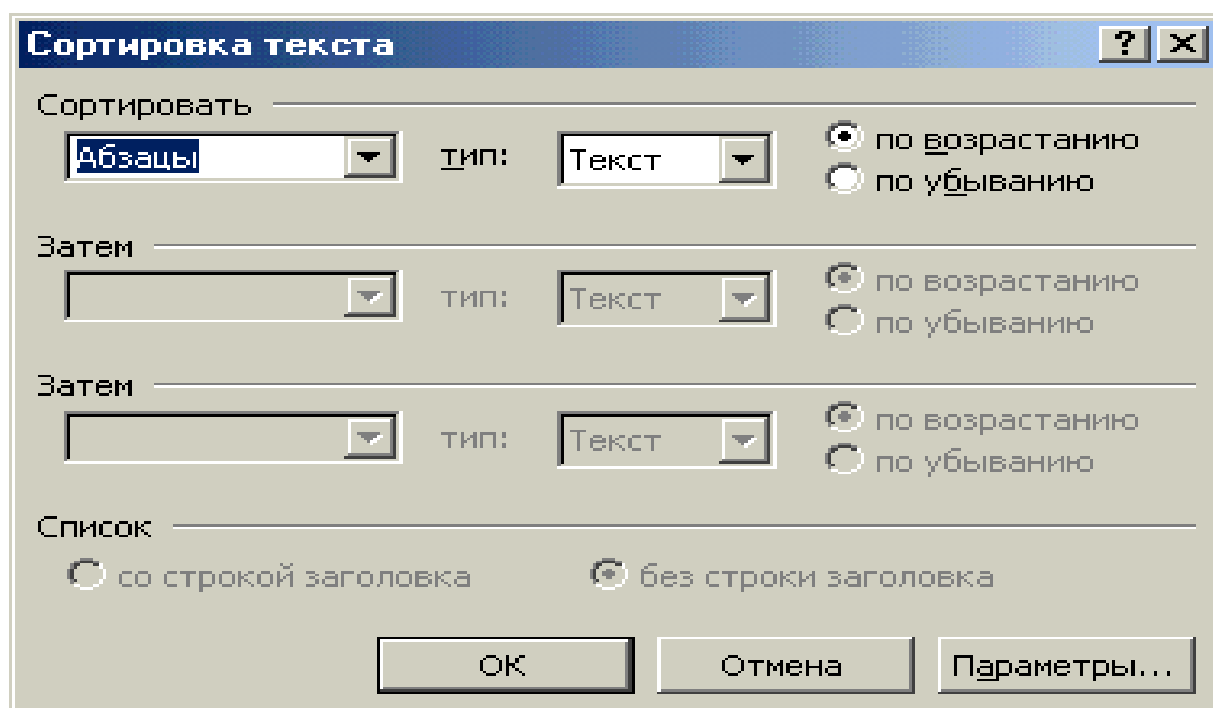 Сортировка текста
Сортировать
Абзацы тип: Текст по возрастанию
по убыванию
Затем
тип: Текст по возрастанию
по убыванию
Затем
тип: Текст по возрастанию
по убыванию
Список
со строкой заголовка без строки заголовка
ОК Отмена Параметры...